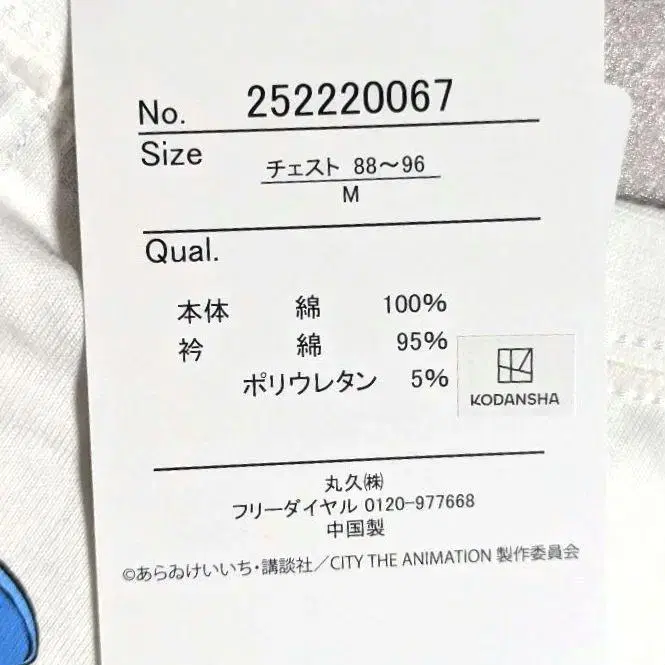 No. 252220067
Size
チェスト 88～96
M
Qual.
本体 綿 100%
衿 綿 95%
ポリウレタン 5%
KODANSHA
丸久㈱
フリーダイヤル 0120-977668
中国製
©あらゐけいいち・講談社／CITY THE ANIMATION 製作委員会